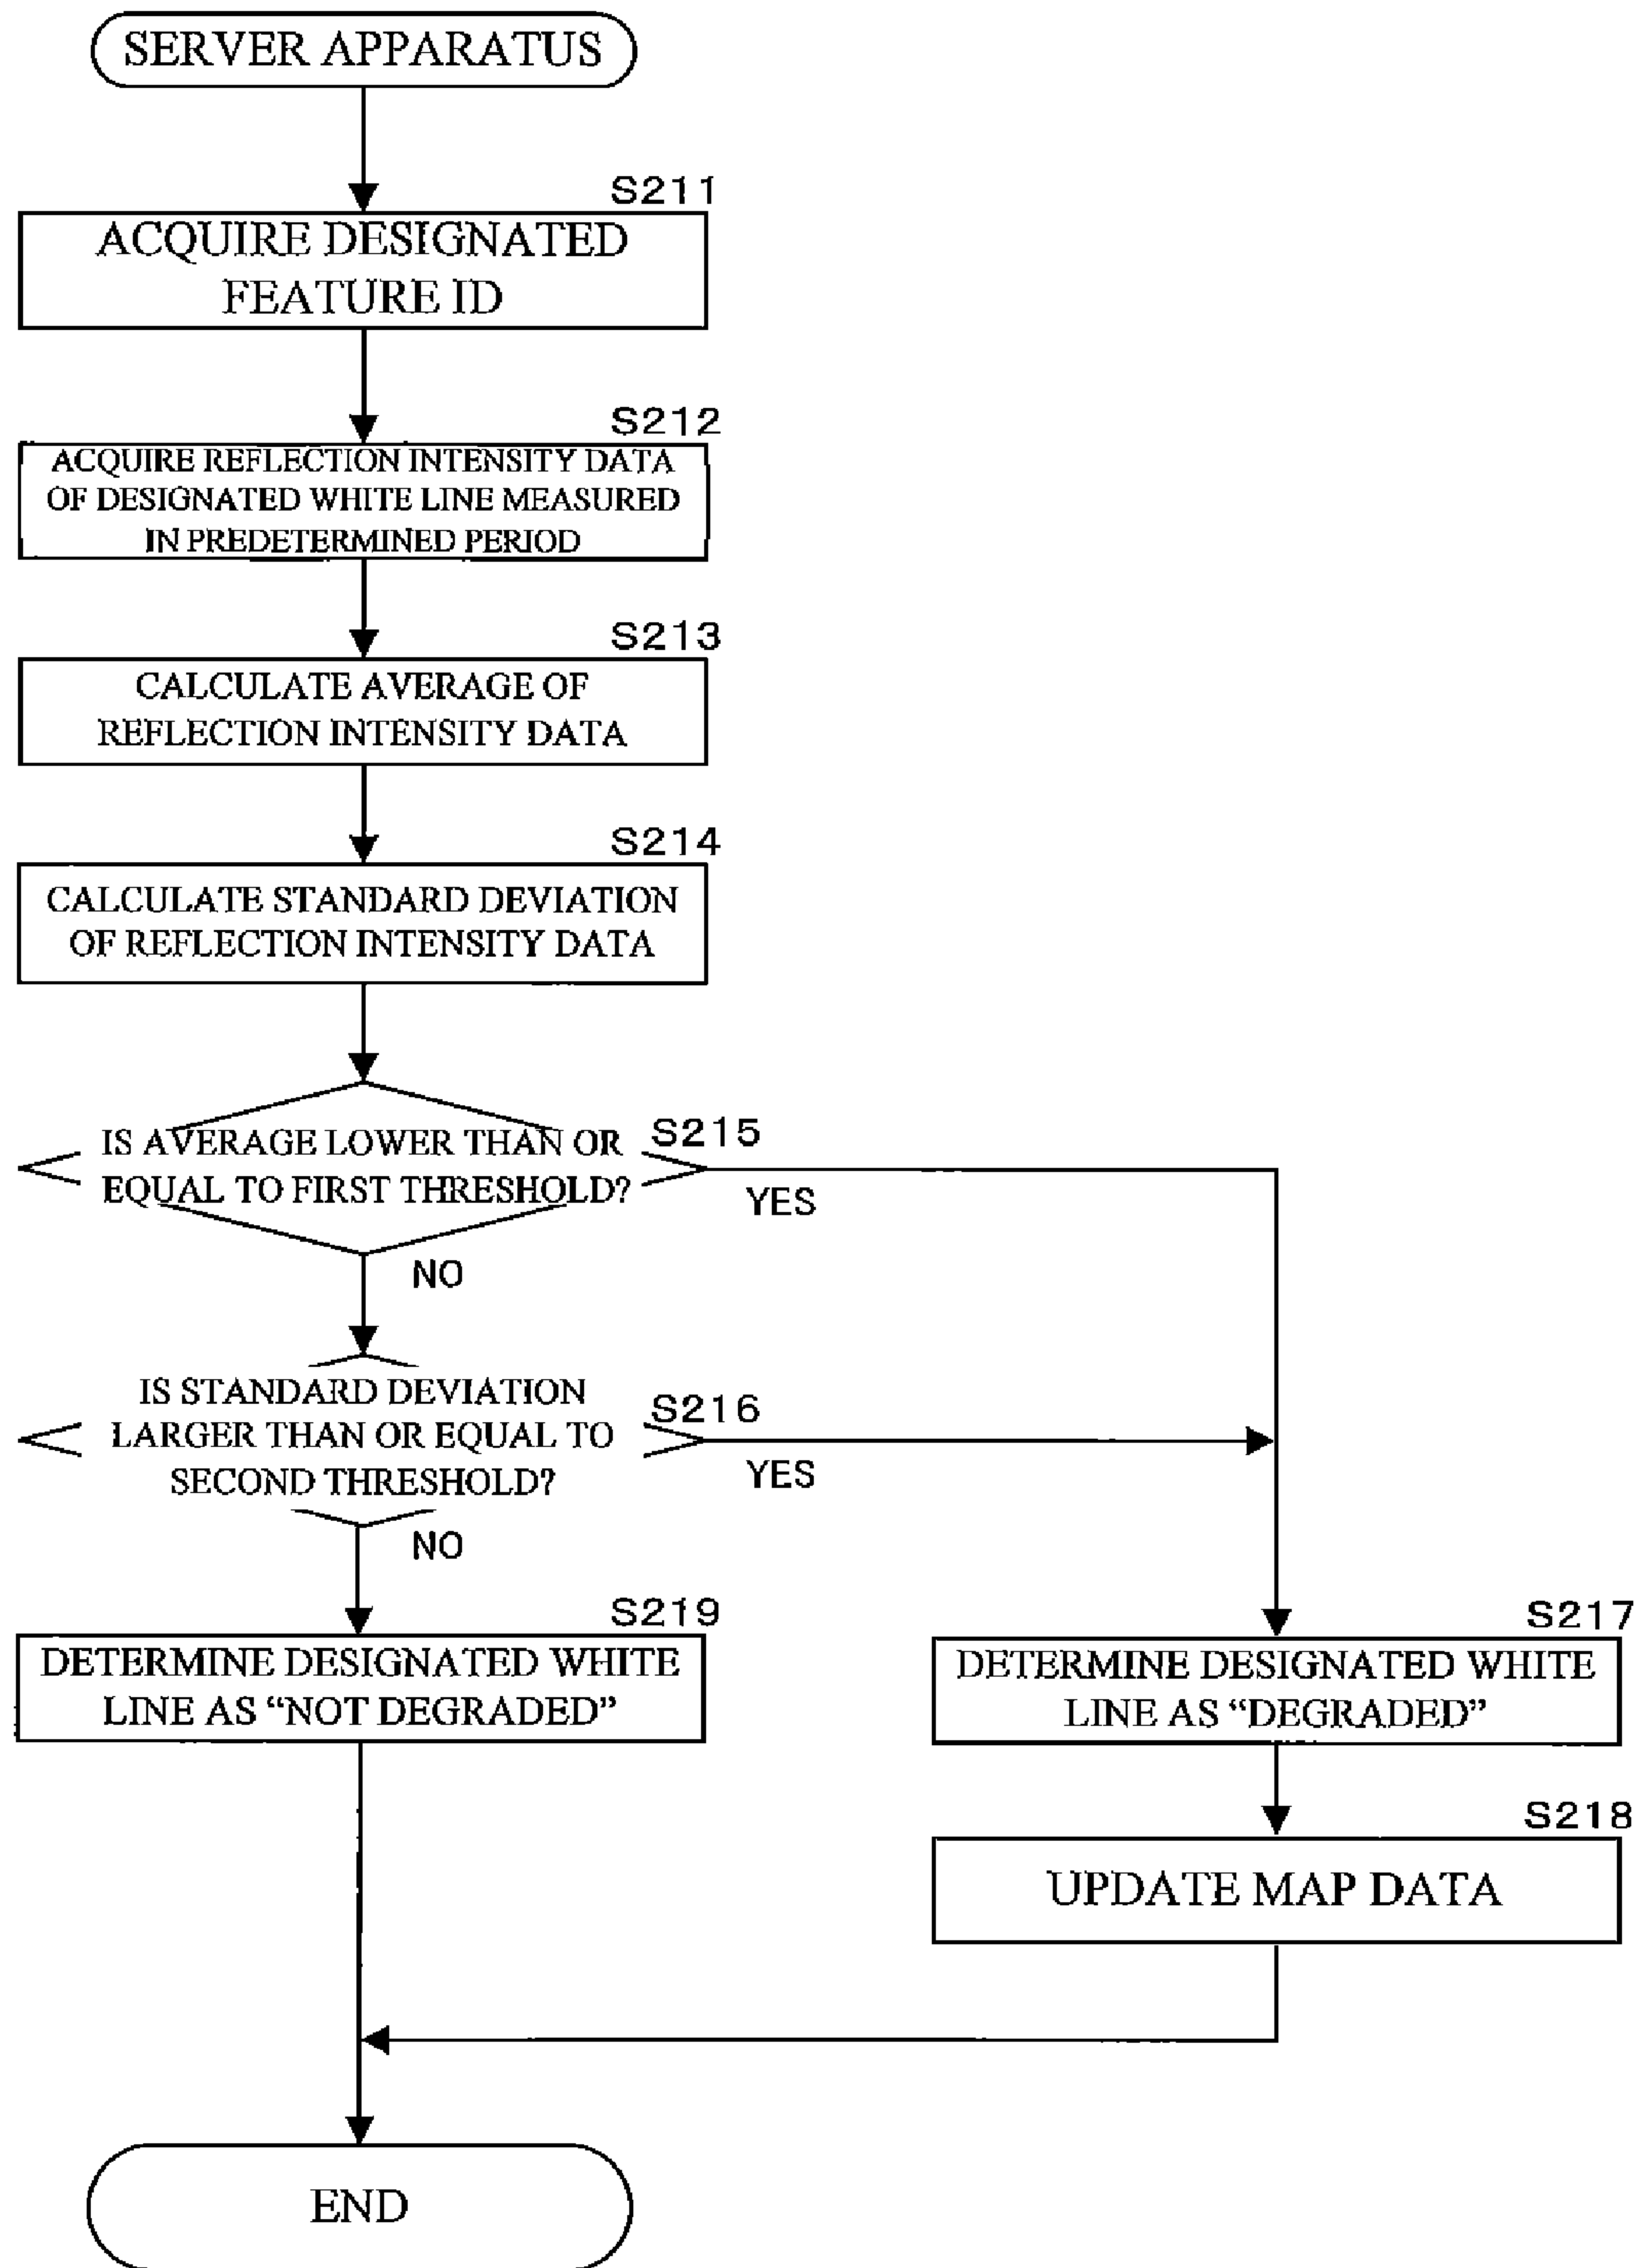 SERVER APPARATUS
S211
ACQUIRE DESIGNATED
FEATURE ID
S212
ACQUIRE REFLECTION INTENSITY DATA
OF DESIGNATED WHITE LINE MEASURED
IN PREDETERMINED PERIOD
S213
CALCULATE AVERAGE OF
REFLECTION INTENSITY DATA
S214
CALCULATE STANDARD DEVIATION
OF REFLECTION INTENSITY DATA
S215
IS AVERAGE LOWER THAN OR
EQUAL TO FIRST THRESHOLD?
YES
NO
S216
IS STANDARD DEVIATION
LARGER THAN OR EQUAL TO
SECOND THRESHOLD?
YES
NO
S219
DETERMINE DESIGNATED WHITE
LINE AS “NOT DEGRADED”
S217
DETERMINE DESIGNATED WHITE
LINE AS “DEGRADED”
S218
UPDATE MAP DATA
END